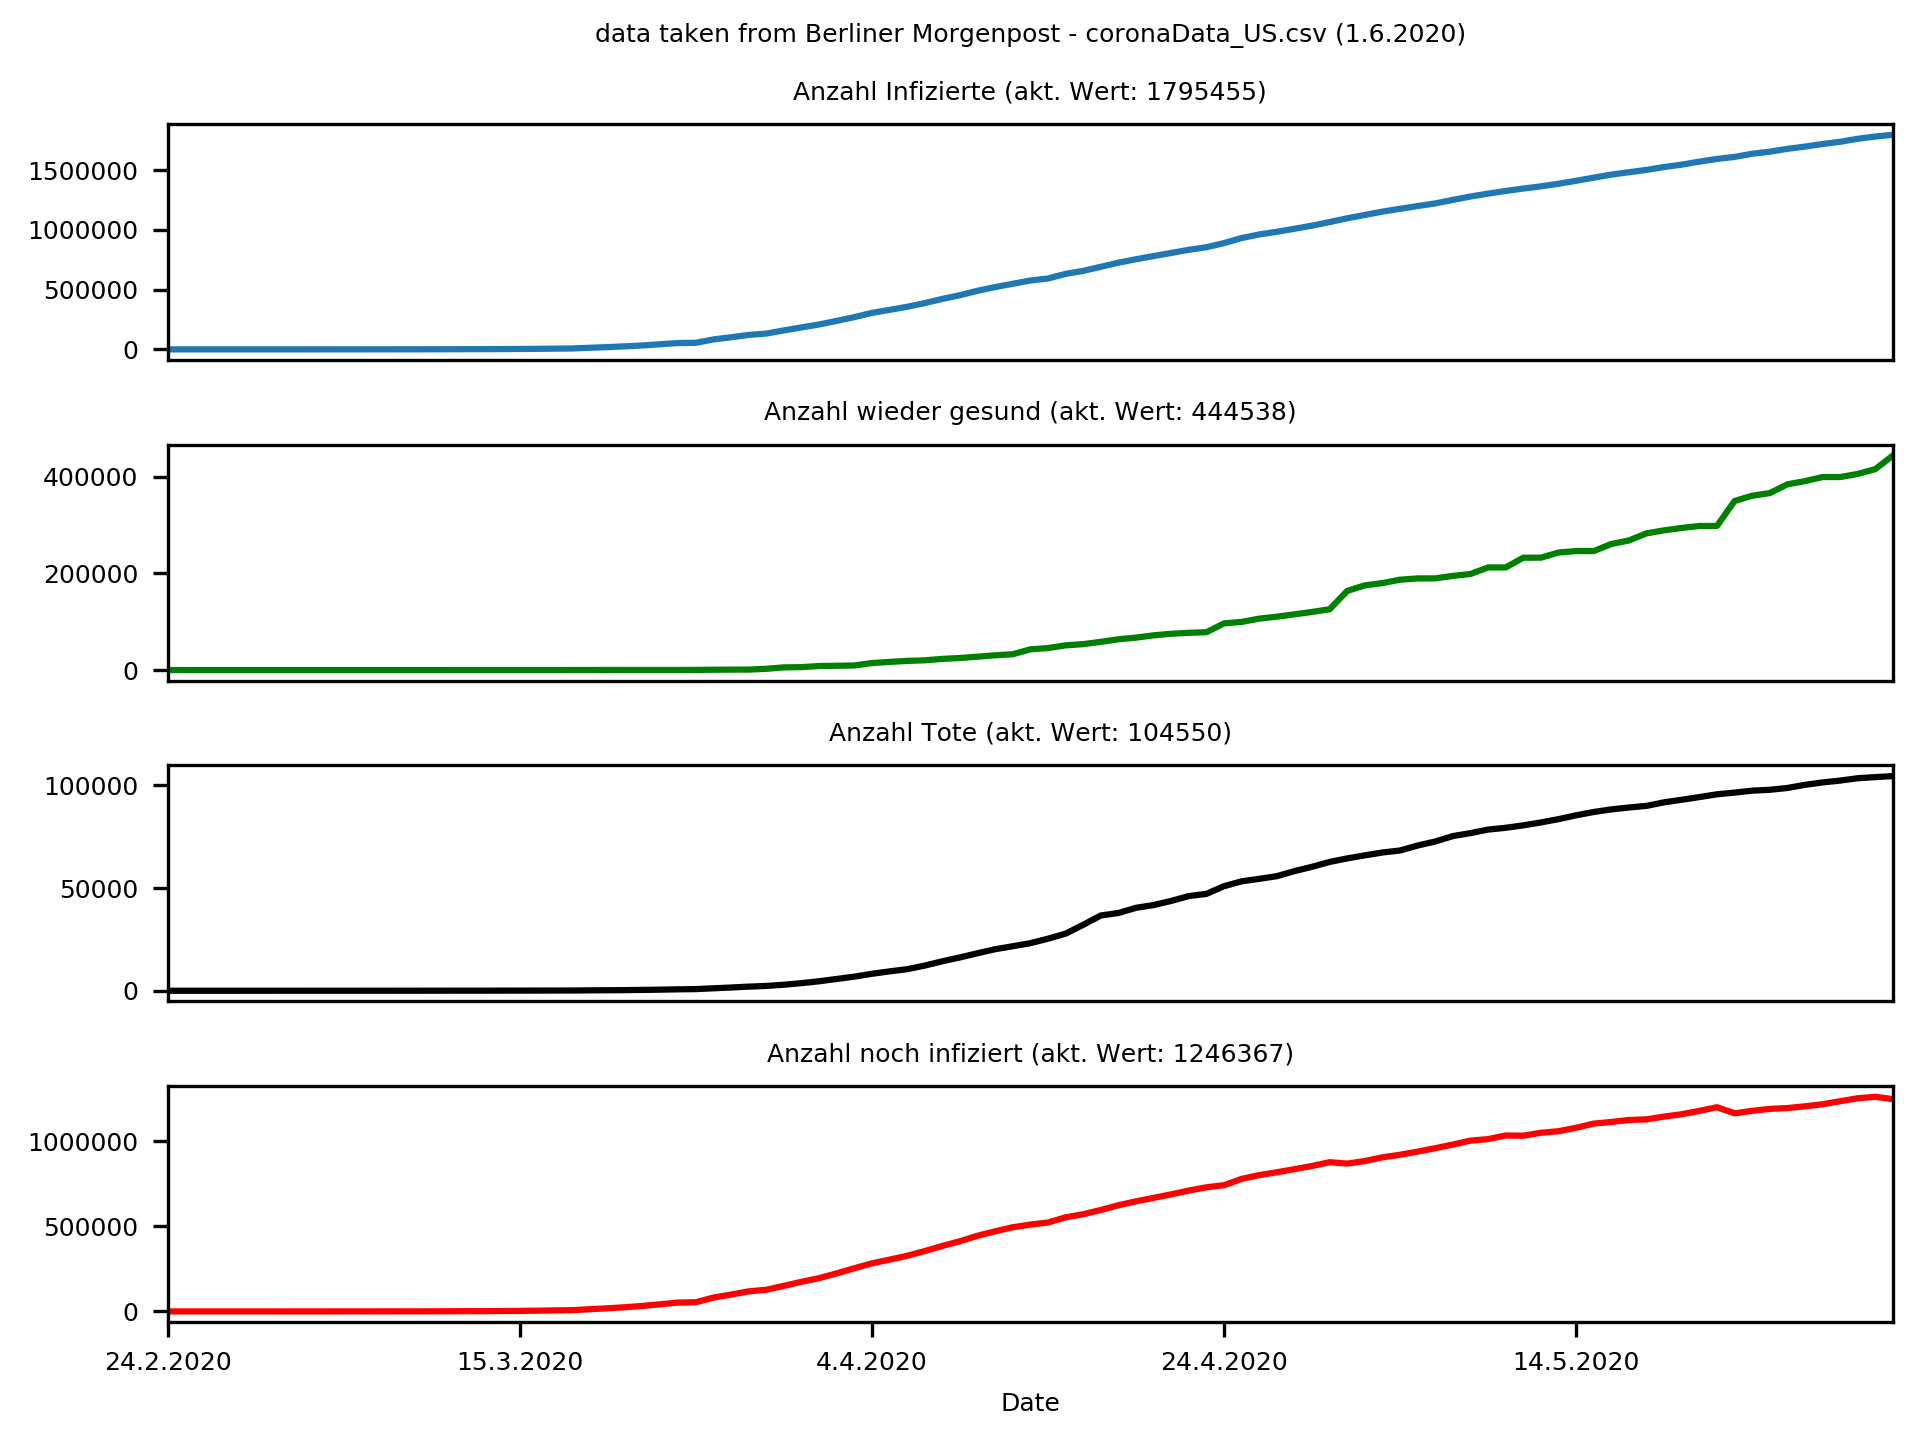 data taken from Berliner Morgenpost - coronaData_US.csv (1.6.2020)
Anzahl Infizierte (akt. Wert: 1795455)
1500000
1000000
500000
0
Anzahl wieder gesund (akt. Wert: 444538)
400000
200000
0
Anzahl Tote (akt. Wert: 104550)
100000
50000
0
Anzahl noch infiziert (akt. Wert: 1246367)
1000000
500000
0
24.2.2020 15.3.2020 4.4.2020 24.4.2020 14.5.2020
Date